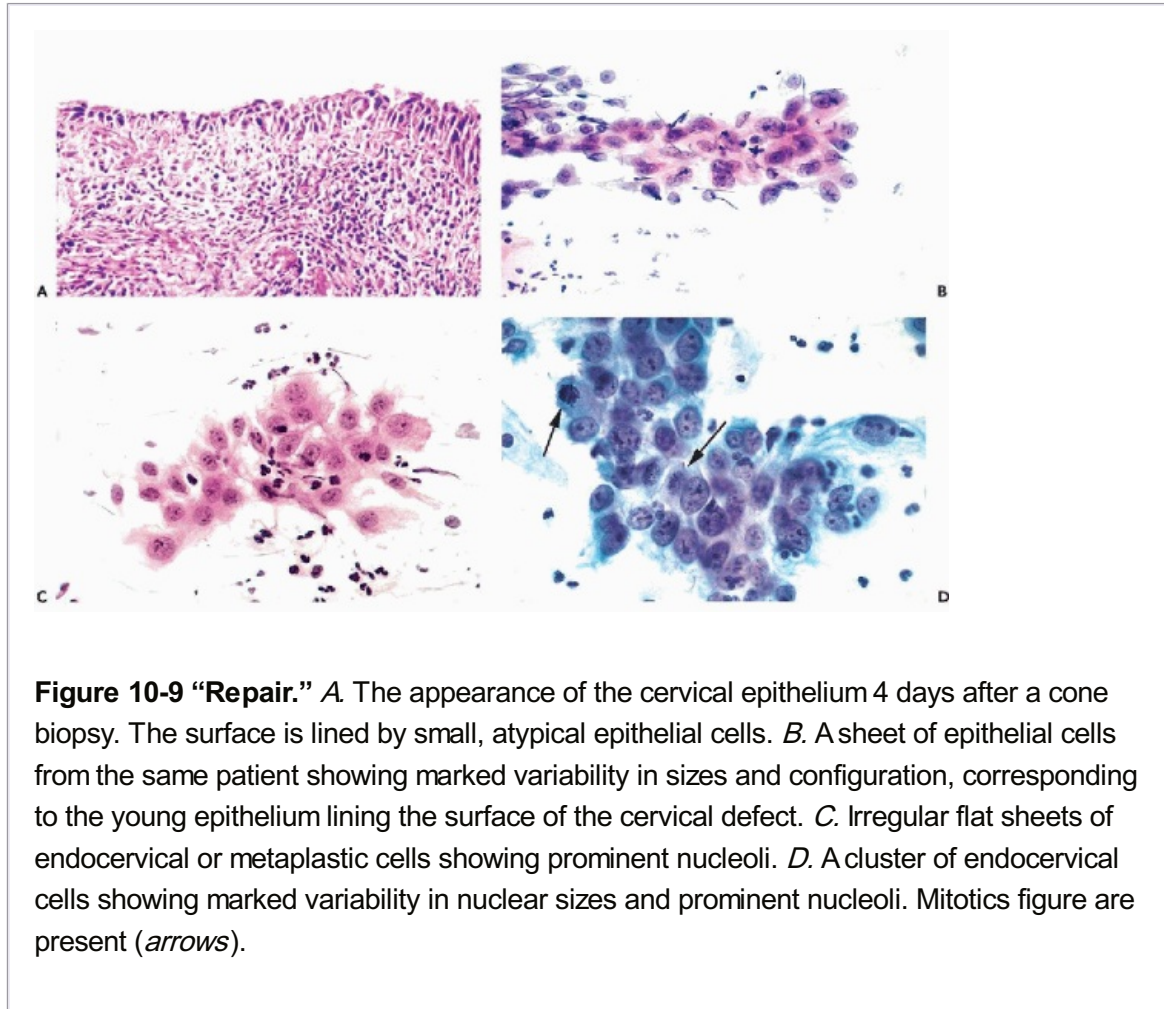 A
B
C
D
Figure 10-9 “Repair.” A. The appearance of the cervical epithelium 4 days after a cone
biopsy. The surface is lined by small, atypical epithelial cells. B. A sheet of epithelial cells
from the same patient showing marked variability in sizes and configuration, corresponding
to the young epithelium lining the surface of the cervical defect. C. Irregular flat sheets of
endocervical or metaplastic cells showing prominent nucleoli. D. A cluster of endocervical
cells showing marked variability in nuclear sizes and prominent nucleoli. Mitotics figure are
present (arrows).